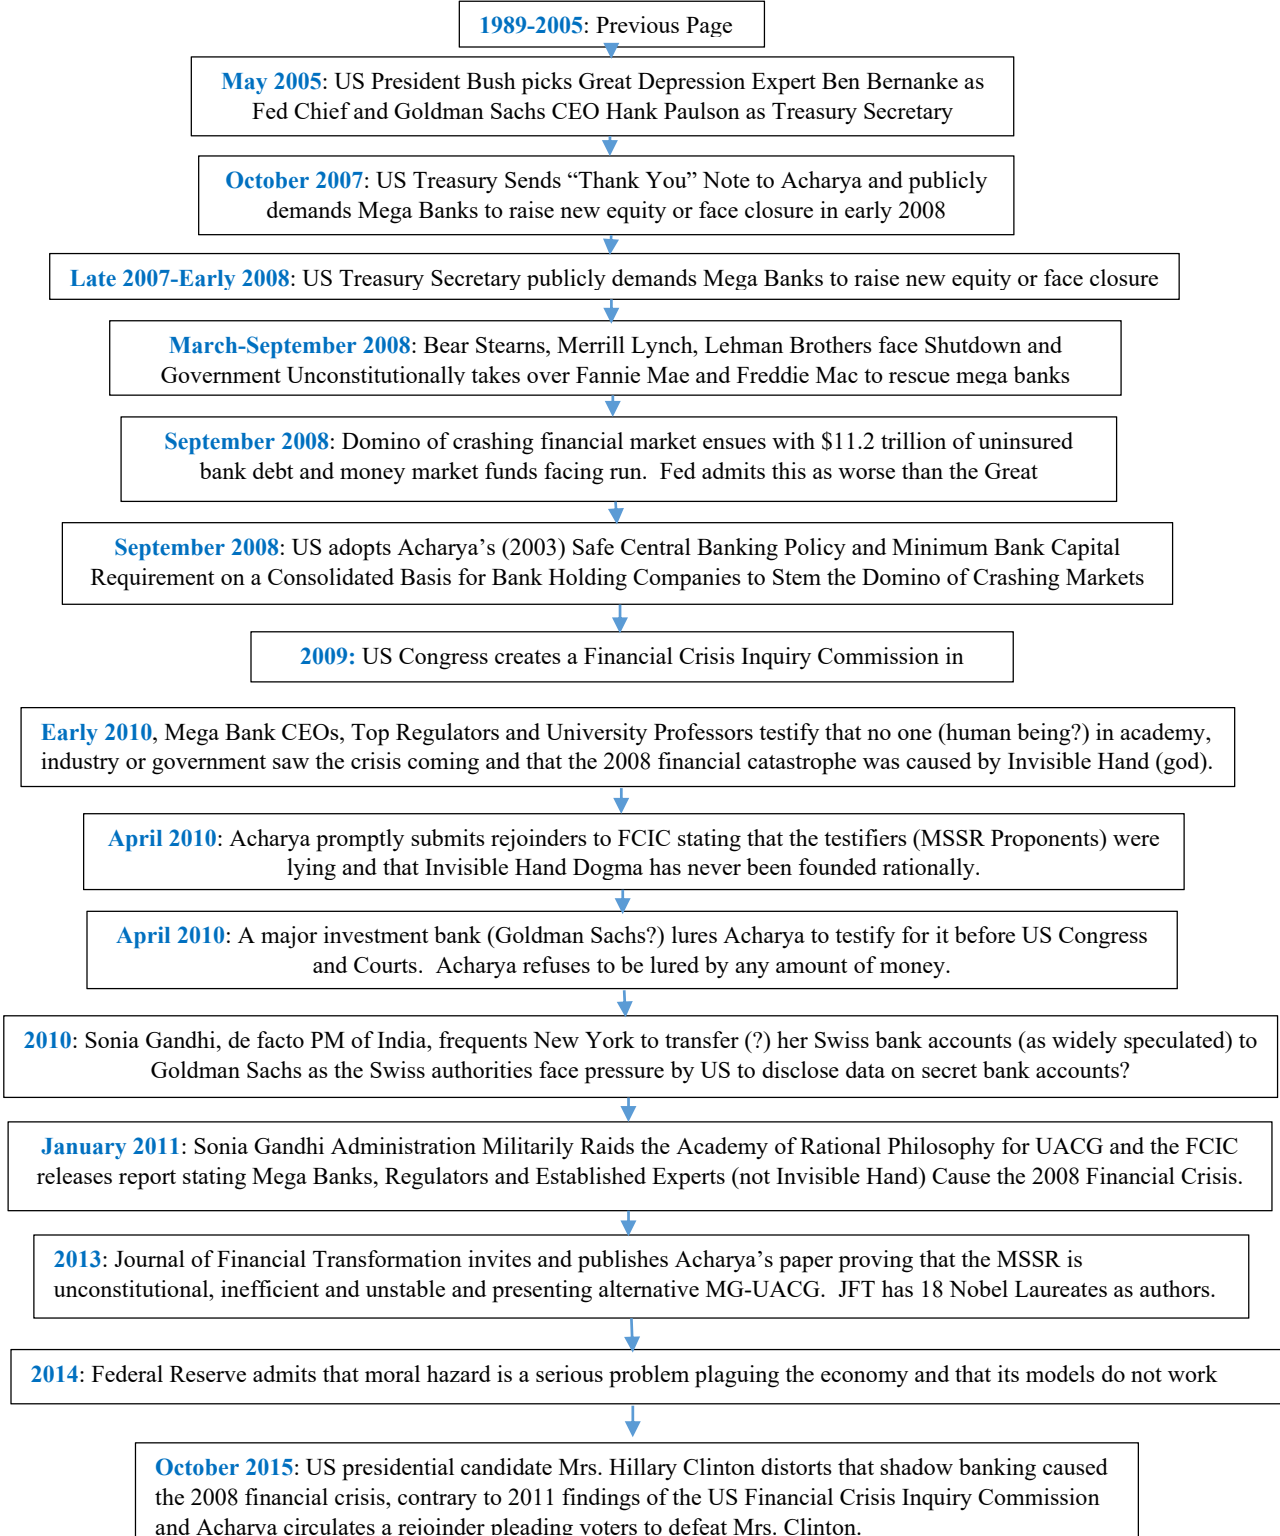 1989-2005: Previous Page
May 2005: US President Bush picks Great Depression Expert Ben Bernanke as
Fed Chief and Goldman Sachs CEO Hank Paulson as Treasury Secretary
October 2007: US Treasury Sends “Thank You” Note to Acharya and publicly
demands Mega Banks to raise new equity or face closure in early 2008
Late 2007-Early 2008: US Treasury Secretary publicly demands Mega Banks to raise new equity or face closure
March-September 2008: Bear Stearns, Merrill Lynch, Lehman Brothers face Shutdown and
Government Unconstitutionally takes over Fannie Mae and Freddie Mac to rescue mega banks
September 2008: Domino of crashing financial market ensues with $11.2 trillion of uninsured
bank debt and money market funds facing run.  Fed admits this as worse than the Great
September 2008: US adopts Acharya’s (2003) Safe Central Banking Policy and Minimum Bank Capital
Requirement on a Consolidated Basis for Bank Holding Companies to Stem the Domino of Crashing Markets
2009: US Congress creates a Financial Crisis Inquiry Commission in
Early 2010, Mega Bank CEOs, Top Regulators and University Professors testify that no one (human being?) in academy,
industry or government saw the crisis coming and that the 2008 financial catastrophe was caused by Invisible Hand (god).
April 2010: Acharya promptly submits rejoinders to FCIC stating that the testifiers (MSSR Proponents) were
lying and that Invisible Hand Dogma has never been founded rationally.
April 2010: A major investment bank (Goldman Sachs?) lures Acharya to testify for it before US Congress
and Courts.  Acharya refuses to be lured by any amount of money.
2010: Sonia Gandhi, de facto PM of India, frequents New York to transfer (?) her Swiss bank accounts (as widely speculated) to
Goldman Sachs as the Swiss authorities face pressure by US to disclose data on secret bank accounts?
January 2011: Sonia Gandhi Administration Militarily Raids the Academy of Rational Philosophy for UACG and the FCIC
releases report stating Mega Banks, Regulators and Established Experts (not Invisible Hand) Cause the 2008 Financial Crisis.
2013: Journal of Financial Transformation invites and publishes Acharya’s paper proving that the MSSR is
unconstitutional, inefficient and unstable and presenting alternative MG-UACG.  JFT has 18 Nobel Laureates as authors.
2014: Federal Reserve admits that moral hazard is a serious problem plaguing the economy and that its models do not work
October 2015: US presidential candidate Mrs. Hillary Clinton distorts that shadow banking caused
the 2008 financial crisis, contrary to 2011 findings of the US Financial Crisis Inquiry Commission
and Acharya circulates a rejoinder pleading voters to defeat Mrs. Clinton.